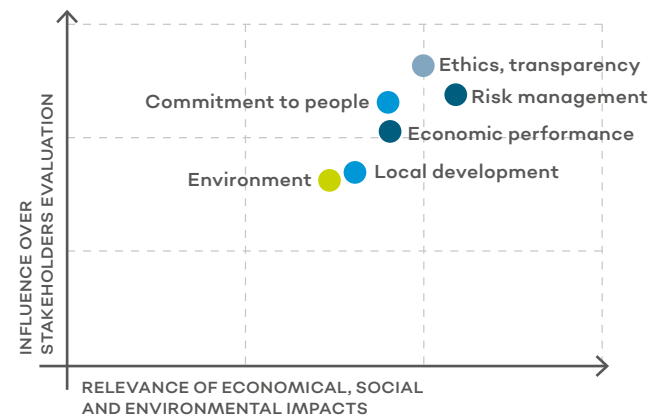 Ethics, transparency
Risk management
Commitment to people
Economic performance
Local development
Environment
INFLUENCE OVER
STAKEHOLDERS EVALUATION
RELEVANCE OF ECONOMICAL, SOCIAL
AND ENVIRONMENTAL IMPACTS